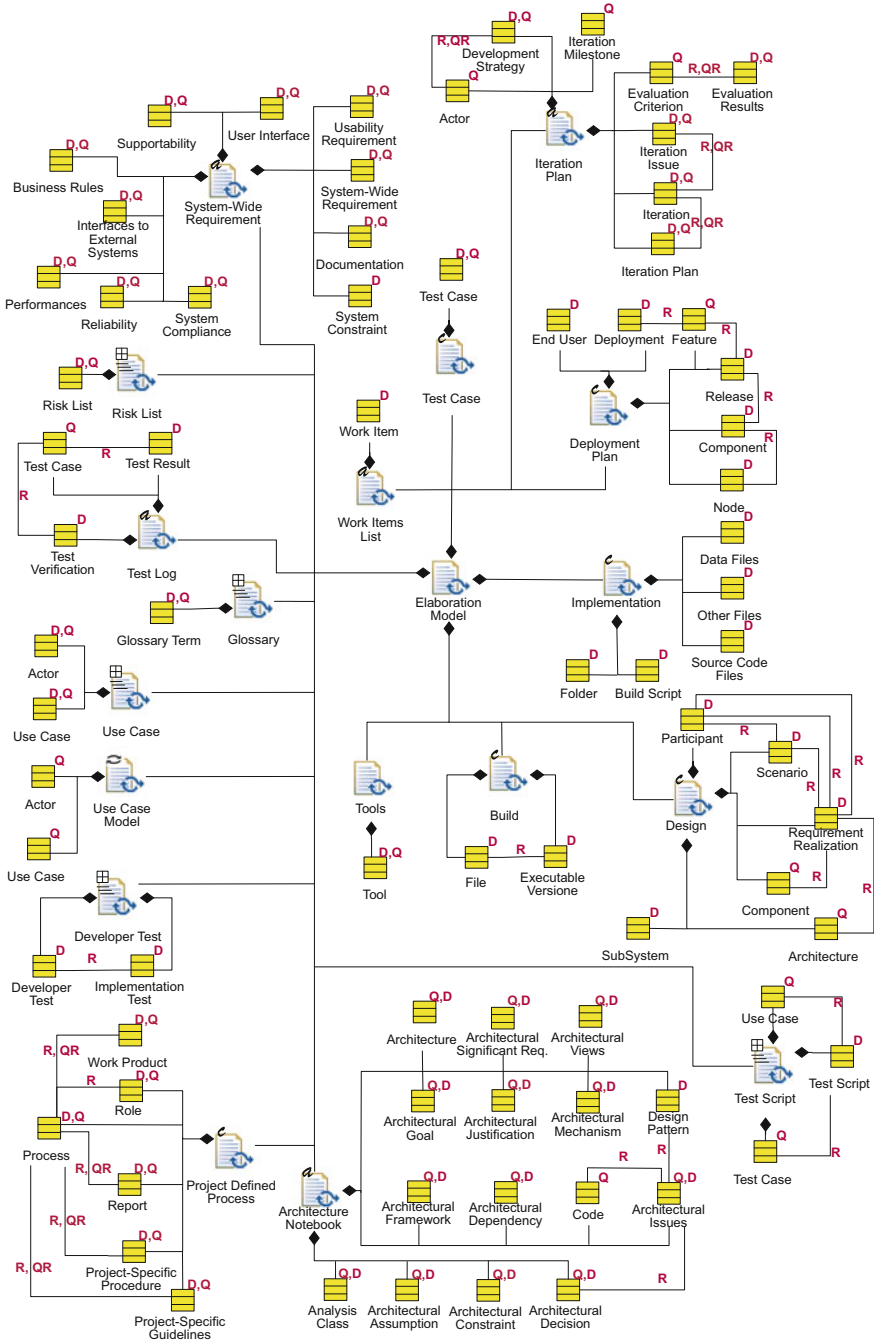 D,Q
Development
Strategy
R,QR
Q
Iteration
Milestone
Q
Actor
a
Iteration
Plan
Q
Evaluation
Criterion
R,QR
D,Q
Evaluation
Results
D,Q
Iteration
Issue
R,QR
D,Q
Iteration
R,QR
D,Q
Iteration Plan
D,Q
Supportability
D,Q
User Interface
D,Q
Usability
Requirement
D,Q
Business Rules
a
System-Wide
Requirement
D,Q
System-Wide
Requirement
D,Q
Interfaces to
External
Systems
D,Q
Documentation
D,Q
Performances
D,Q
Reliability
D,Q
System
Compliance
D
System
Constraint
D,Q
Test Case
c
Test Case
D
End User
D
Deployment
R
Q
Feature
R
D
Release
R
c
Deployment
Plan
D
Component
R
D
Node
D,Q
Risk List
Risk List
D
Work Item
a
Work Items
List
Q
Test Case
R
D
Test Result
R
D
Test
Verification
a
Test Log
Elaboration
Model
c
Implementation
D
Data Files
D
Other Files
D
Source Code
Files
D
Folder
D
Build Script
D,Q
Glossary Term
Glossary
D,Q
Actor
D,Q
Use Case
Use Case
Q
Actor
Use Case
Model
Q
Use Case
Tools
D,Q
Tool
c
Build
D
File
R
D
Executable
Versione
D
Participant
R
D
Scenario
R
R
R
c
Design
D
Requirement
Realization
Q
Component
R
R
D
SubSystem
Q
Architecture
Developer Test
D
Developer
Test
R
D
Implementation
Test
D,Q
Work Product
R, QR
R
D,Q
Role
D,Q
Process
R, QR
D,Q
Report
R, QR
D,Q
Project-Specific
Procedure
R, QR
D,Q
Project-Specific
Guidelines
c
Project Defined
Process
a
Architecture
Notebook
Q,D
Architecture
Q,D
Architectural
Significant Req.
Q,D
Architectural
Views
Q,D
Architectural
Goal
Q,D
Architectural
Justification
Q,D
Architectural
Mechanism
D
Design
Pattern
R
Q,D
Architectural
Framework
Q,D
Architectural
Dependency
Q
Code
R
Q,D
Architectural
Issues
Q,D
Analysis
Class
Q,D
Architectural
Assumption
Q,D
Architectural
Constraint
Q,D
Architectural
Decision
R
Q
Use Case
R
D
Test Script
Test Script
R
Q
Test Case